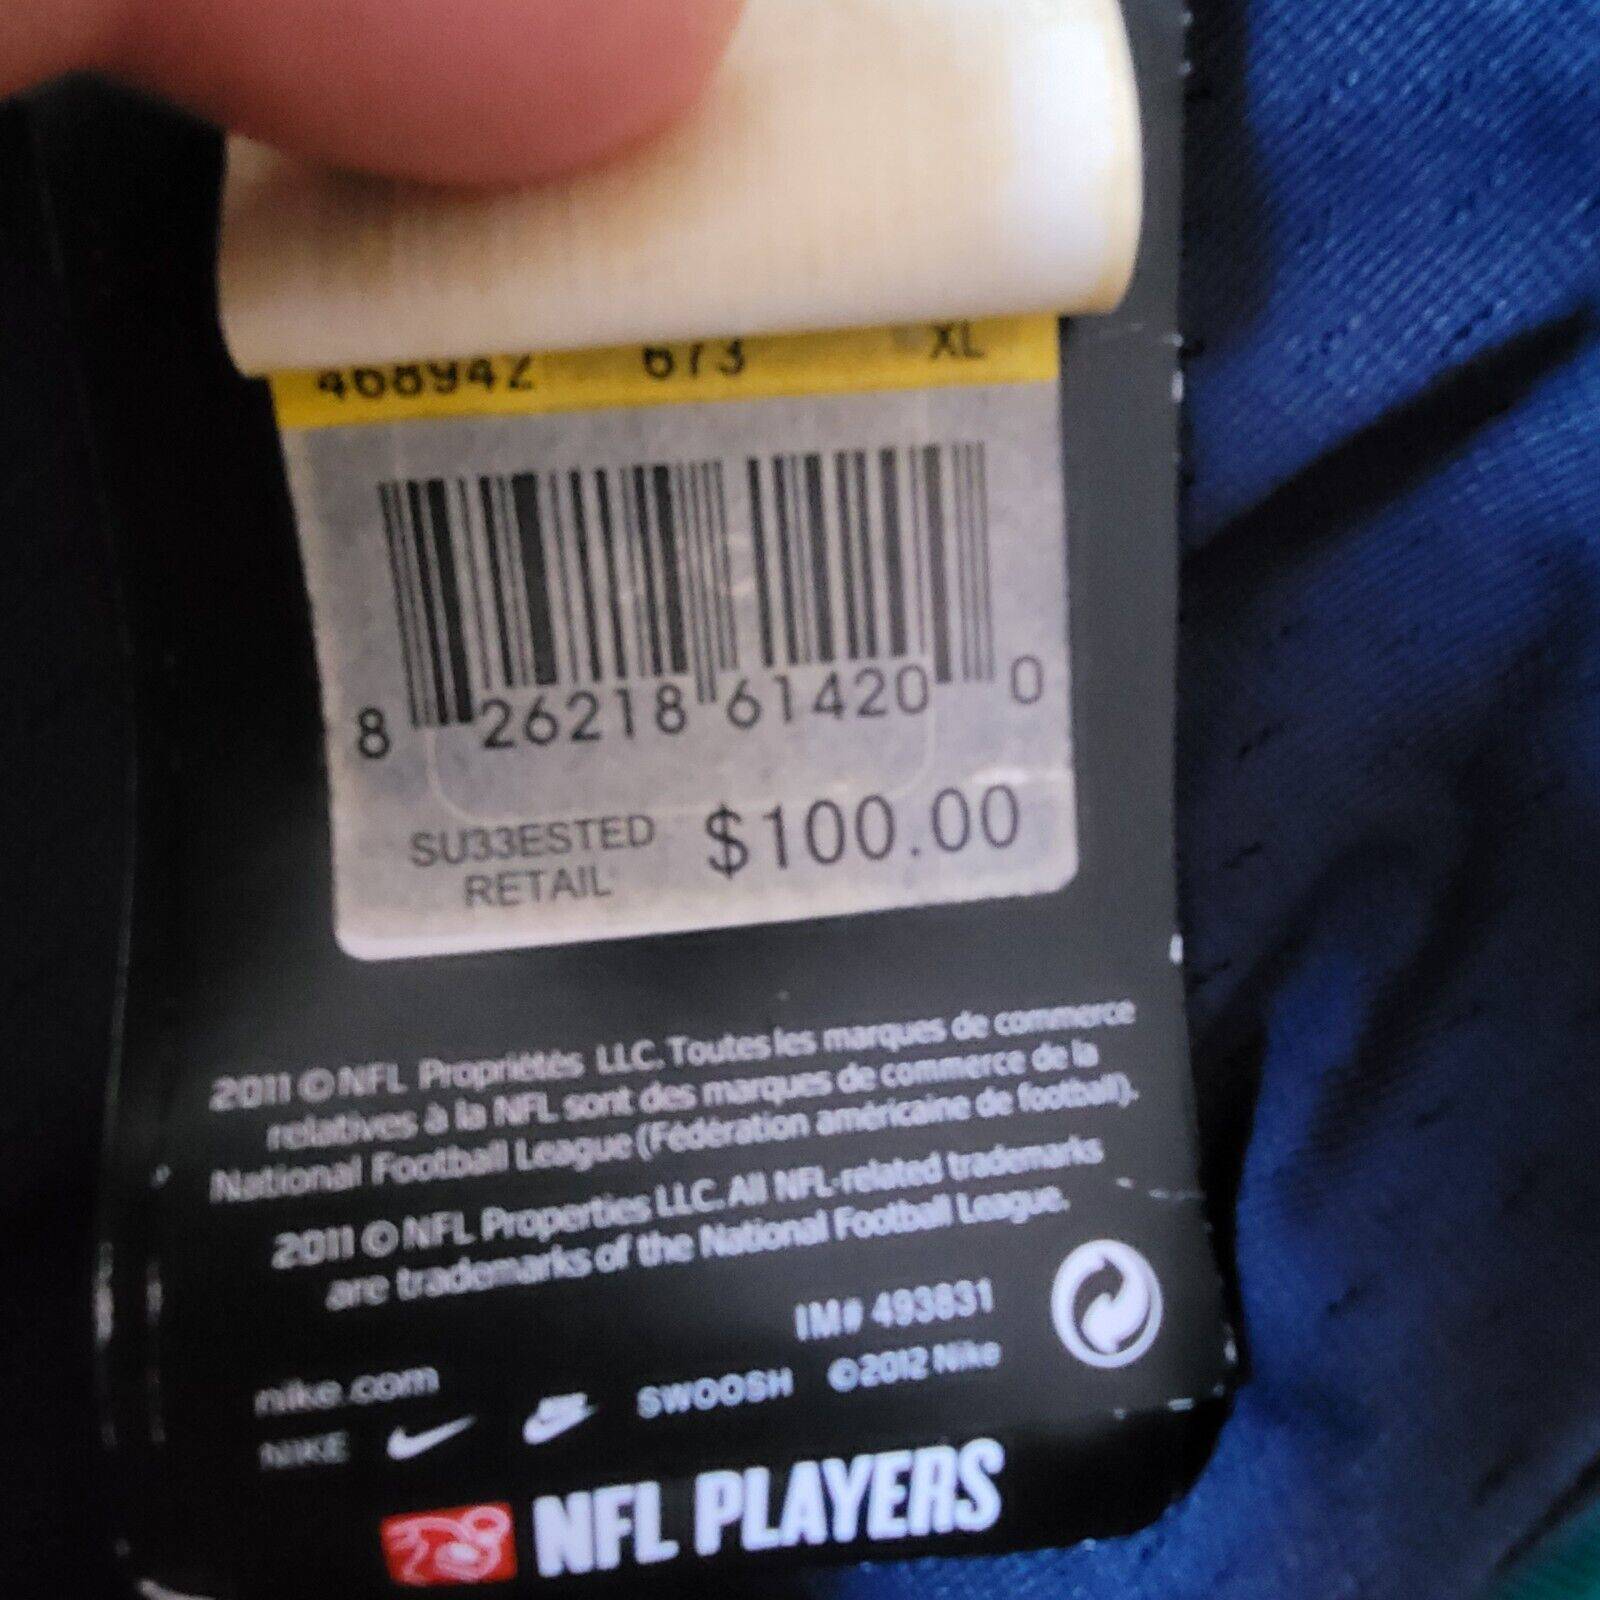 468942 673 XL
8 26218 61420 0
SU33ESTED RETAIL $100.00
2011 © NFL Propriétés LLC. Toutes les marques de commerce
relatives à la NFL sont des marques de commerce de la
National Football League (Fédération américaine de football).
2011 © NFL Properties LLC. All NFL-related trademarks
are trademarks of the National Football League.
IM# 493831
nike.com
NIKE SWOOSH ©2012 Nike
NFL PLAYERS